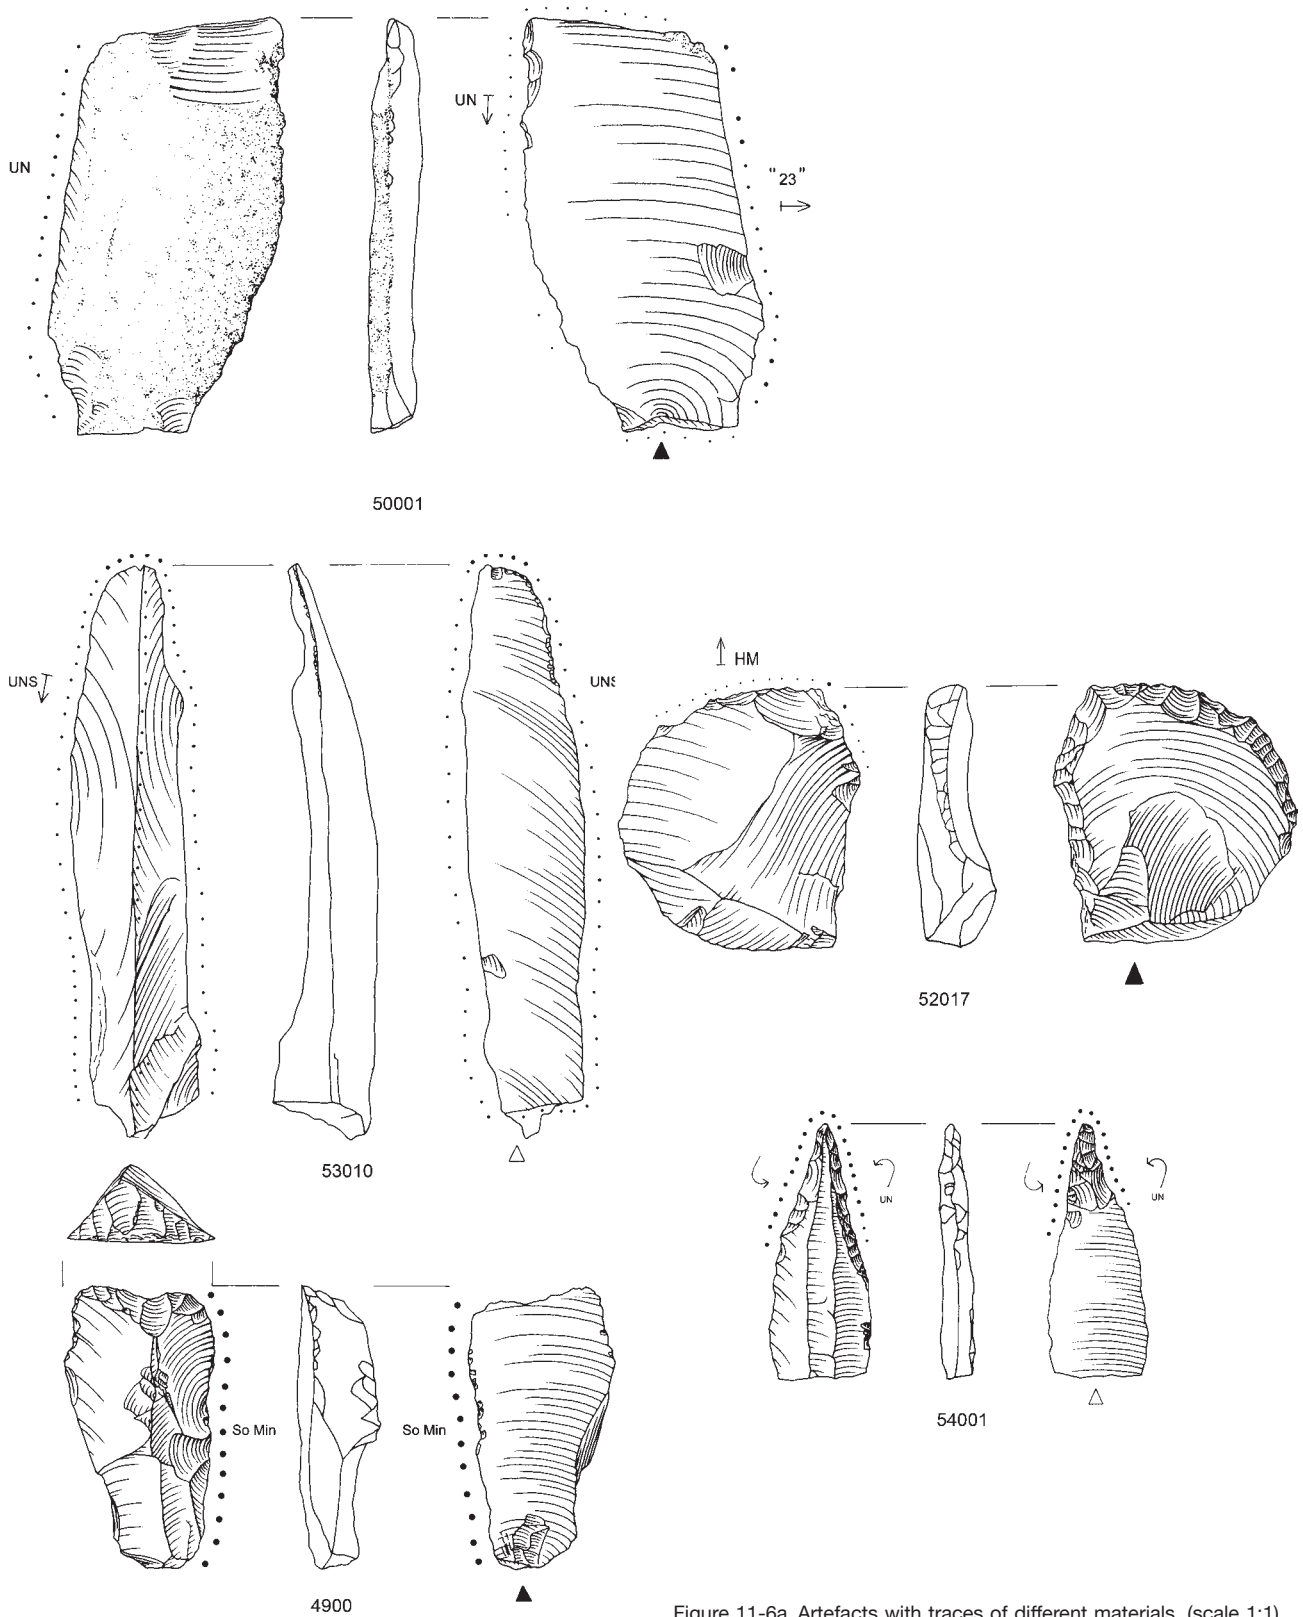 UN
UN
"23"
50001
UNS
UNS
HM
53010
52017
UN
UN
54001
So Min
So Min
4900
Figure 11-6a Artefacts with traces of different materials. (scale 1:1)